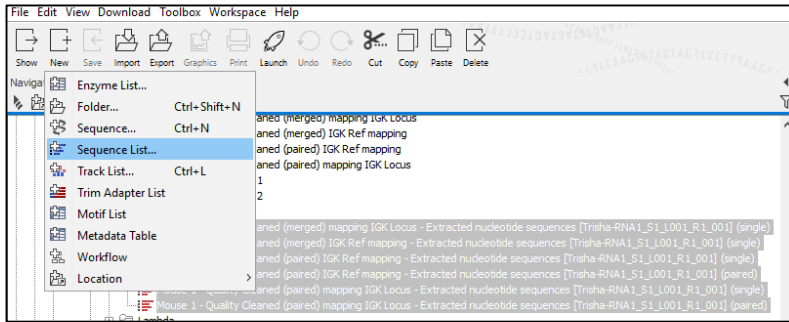 File Edit View Download Toolbox Workspace Help
Show New Save Import Export Graphics Print Launch Undo Redo Cut Copy Paste Delete
Navigat
Enzyme List...
Folder... Ctrl+Shift+N
Sequence... Ctrl+N
Sequence List...
Track List... Ctrl+L
Trim Adapter List
Motif List
Metadata Table
Workflow
Location
aned (merged) mapping IGK Locus
aned (merged) IGK Ref mapping
aned (paired) IGK Ref mapping
aned (paired) mapping IGK Locus
1
2
aned (merged) mapping IGK Locus - Extracted nucleotide sequences [Trisha-RNA1_S1_L001_R1_001] (single)
aned (merged) IGK Ref mapping - Extracted nucleotide sequences [Trisha-RNA1_S1_L001_R1_001] (single)
aned (paired) IGK Ref mapping - Extracted nucleotide sequences [Trisha-RNA1_S1_L001_R1_001] (single)
aned (paired) IGK Ref mapping - Extracted nucleotide sequences [Trisha-RNA1_S1_L001_R1_001] (paired)
Mouse 1 - Quality Cleaned (paired) mapping IGK Locus - Extracted nucleotide sequences [Trisha-RNA1_S1_L001_R1_001] (single)
Mouse 1 - Quality Cleaned (paired) mapping IGK Locus - Extracted nucleotide sequences [Trisha-RNA1_S1_L001_R1_001] (paired)
Lambda